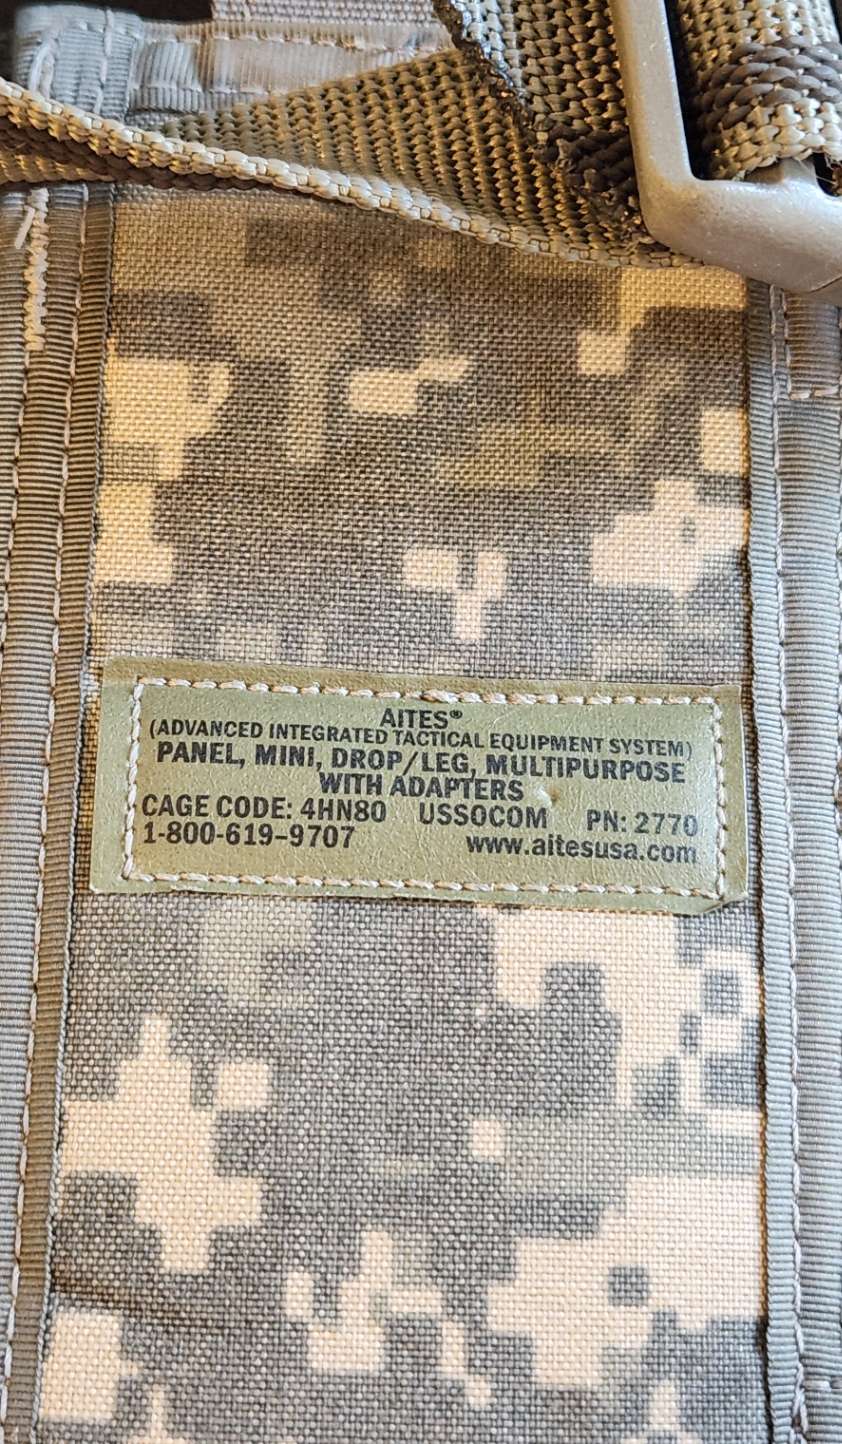 AITES®
(ADVANCED INTEGRATED TACTICAL EQUIPMENT SYSTEM)
PANEL, MINI, DROP/LEG, MULTIPURPOSE
WITH ADAPTERS
CAGE CODE: 4HN80 USSOCOM PN: 2770
1-800-619-9707 www.aitesusa.com